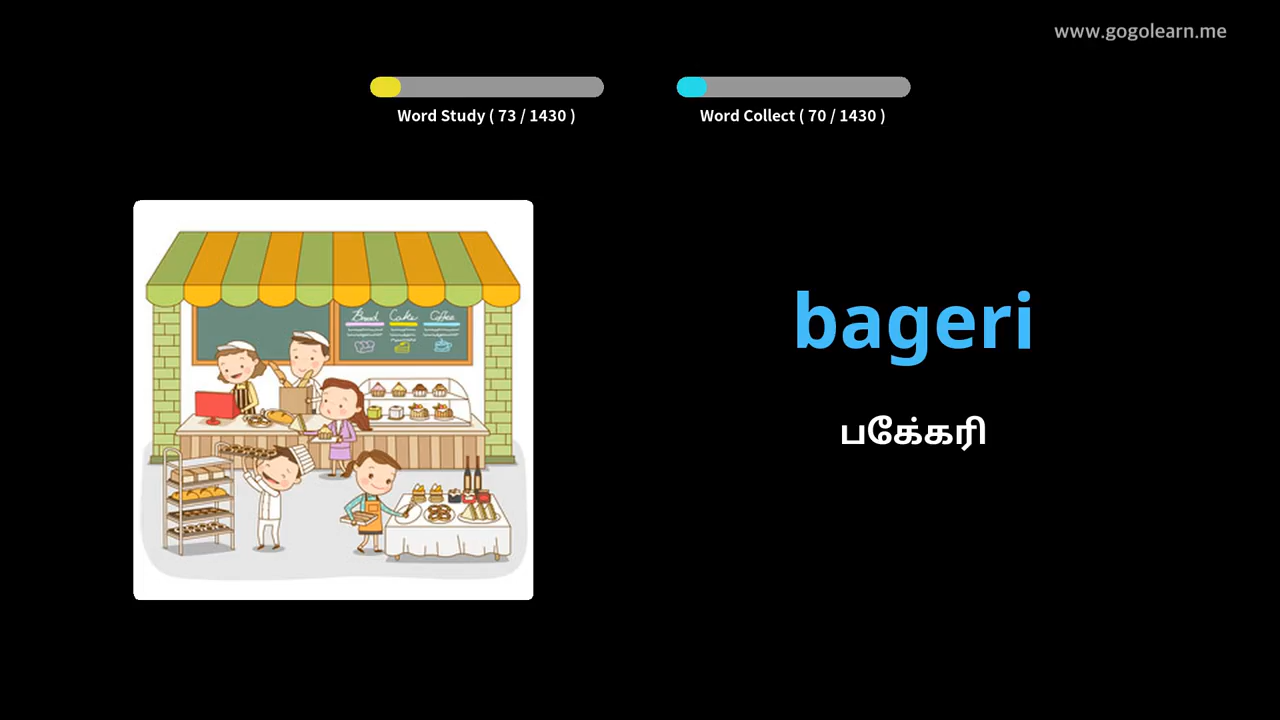 www.gogolearn.me
Word Study ( 73 / 1430 )
Word Collect ( 70 / 1430 )
Bread Cake Coffee
bageri
பகே்கரி